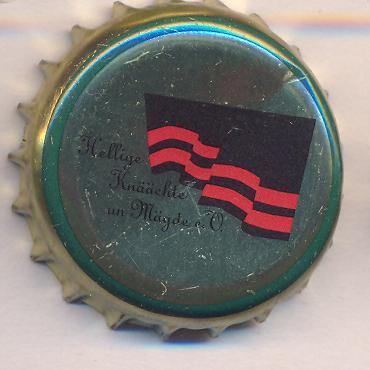 Hellige
Knäächte
un Mägde e.V.